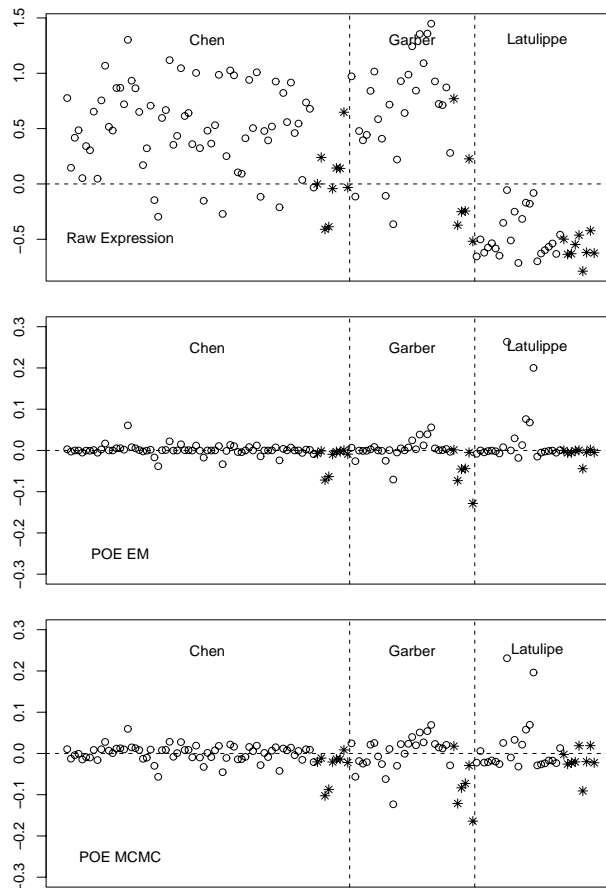 1.5
1.0
0.5
0.0
−0.5
Chen
Garber
Latulippe
Raw Expression
0.3
0.2
0.1
0.0
−0.1
−0.2
−0.3
Chen
Garber
Latulippe
POE EM
0.3
0.2
0.1
0.0
−0.1
−0.2
−0.3
Chen
Garber
Latulipe
POE MCMC